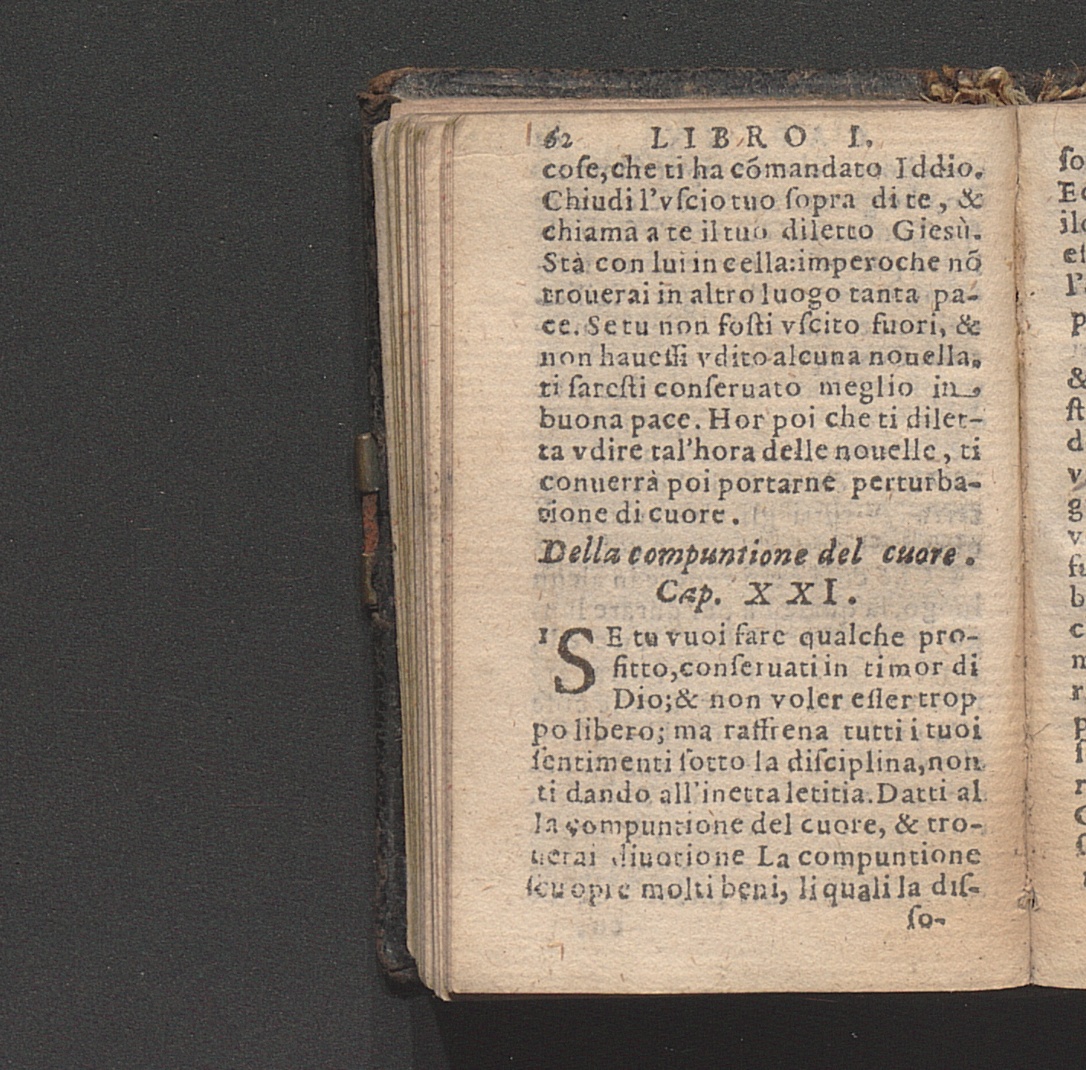 62 LIBRO I.
coſe, che ti ha cõmandato Iddio.
Chiudi l'vſcio tuo ſopra di te, &
chiama a te il tuo diletto Giesù.
Stà con lui in cella: imperoche nõ
trouerai in altro luogo tanta pa-
ce. Se tu non foſti vſcito fuori, &
non haueſſi vdito alcuna nouella,
ti ſareſti conſeruato meglio in
buona pace. Hor poi che ti dilet-
ta vdire tal'hora delle nouelle, ti
conuerrà poi portarne perturba-
tione di cuore.
Della compuntione del cuore.
Cap. XXI.
1 SE tu vuoi fare qualche pro-
fitto, conſeruati in timor di
Dio; & non voler eſſer trop
po libero; ma raffrena tutti i tuoi
ſentimenti ſotto la diſciplina, non
ti dando all'inetta letitia. Datti al
la compuntione del cuore, & tro-
uerai diuotione La compuntione
ſcuopre molti beni, li quali la diſ-
ſo-